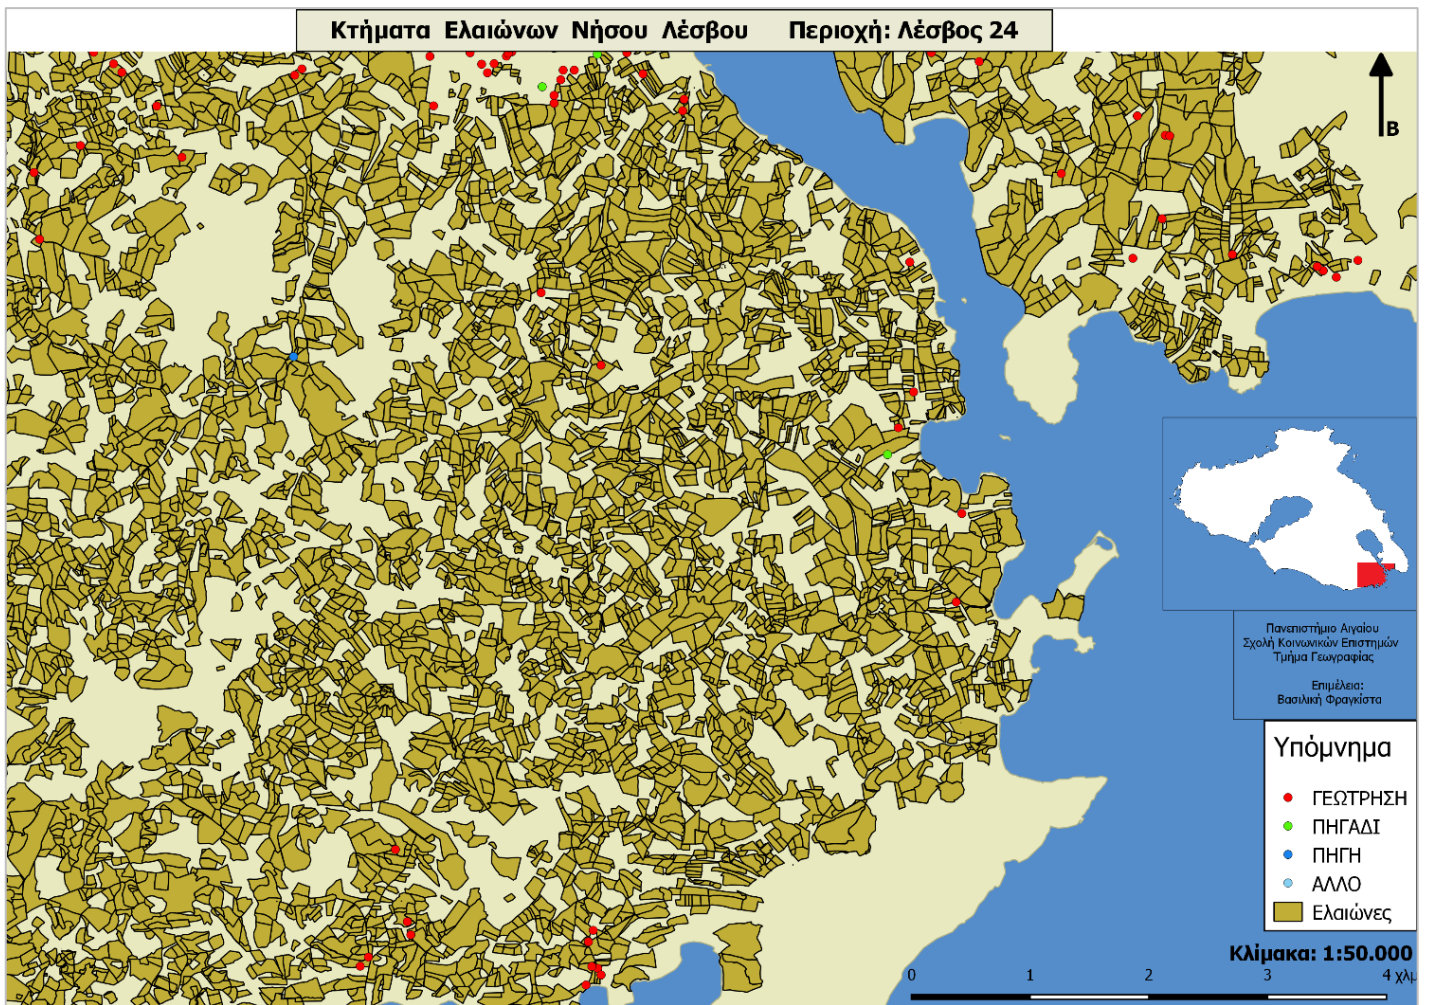 Κτήματα Ελαιώνων Νήσου Λέσβου Περιοχή: Λέσβος 24
Β
Πανεπιστήμιο Αιγαίου
Σχολή Κοινωνικών Επιστημών
Τμήμα Γεωγραφίας
Επιμέλεια:
Βασιλική Φραγκίστα
Υπόμνημα
ΓΕΩΤΡΗΣΗ
ΠΗΓΑΔΙ
ΠΗΓΗ
ΑΛΛΟ
Ελαιώνες
Κλίμακα: 1:50.000
0 1 2 3 4 χλμ